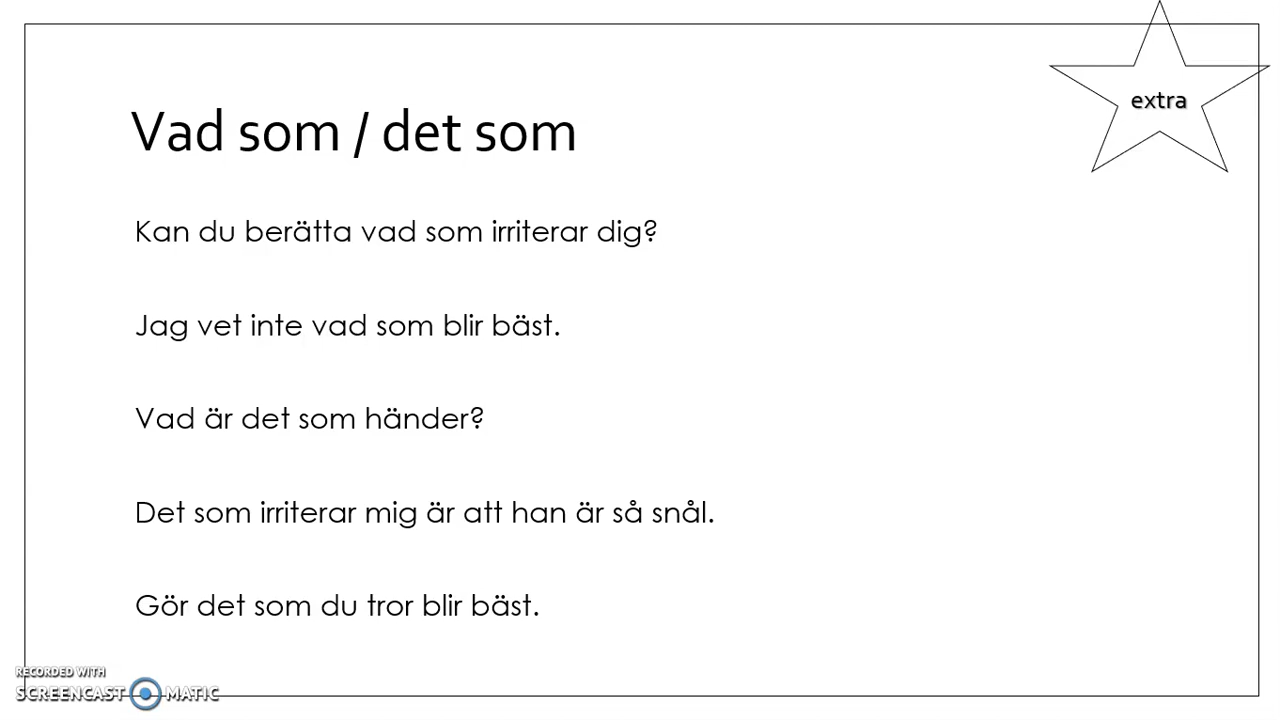 extra
Vad som / det som
Kan du berätta vad som irriterar dig?
Jag vet inte vad som blir bäst.
Vad är det som händer?
Det som irriterar mig är att han är så snål.
Gör det som du tror blir bäst.
RECORDED WITH
SCREENCAST MATIC